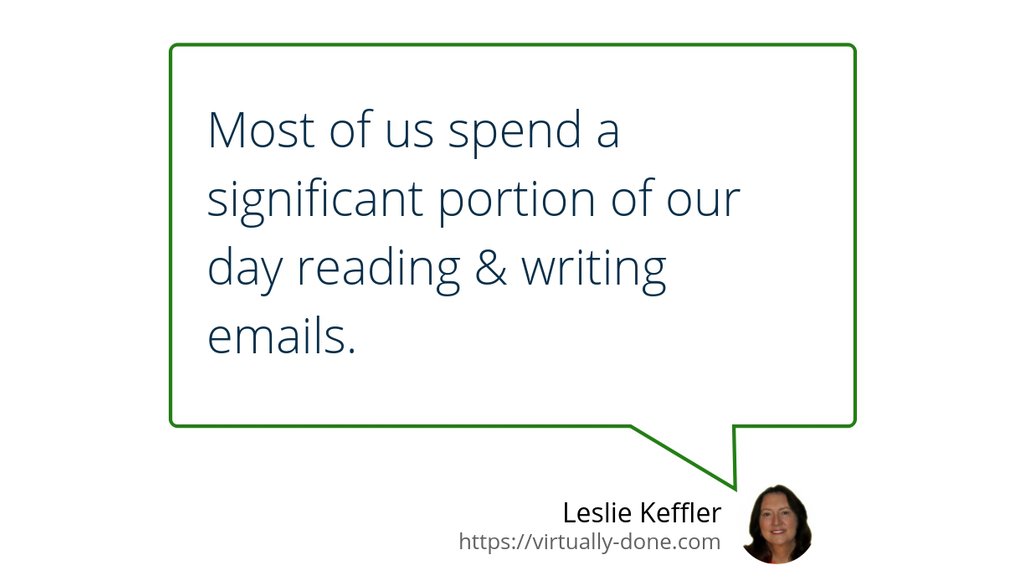 Most of us spend a
significant portion of our
day reading & writing
emails.
Leslie Keffler
https://virtually-done.com